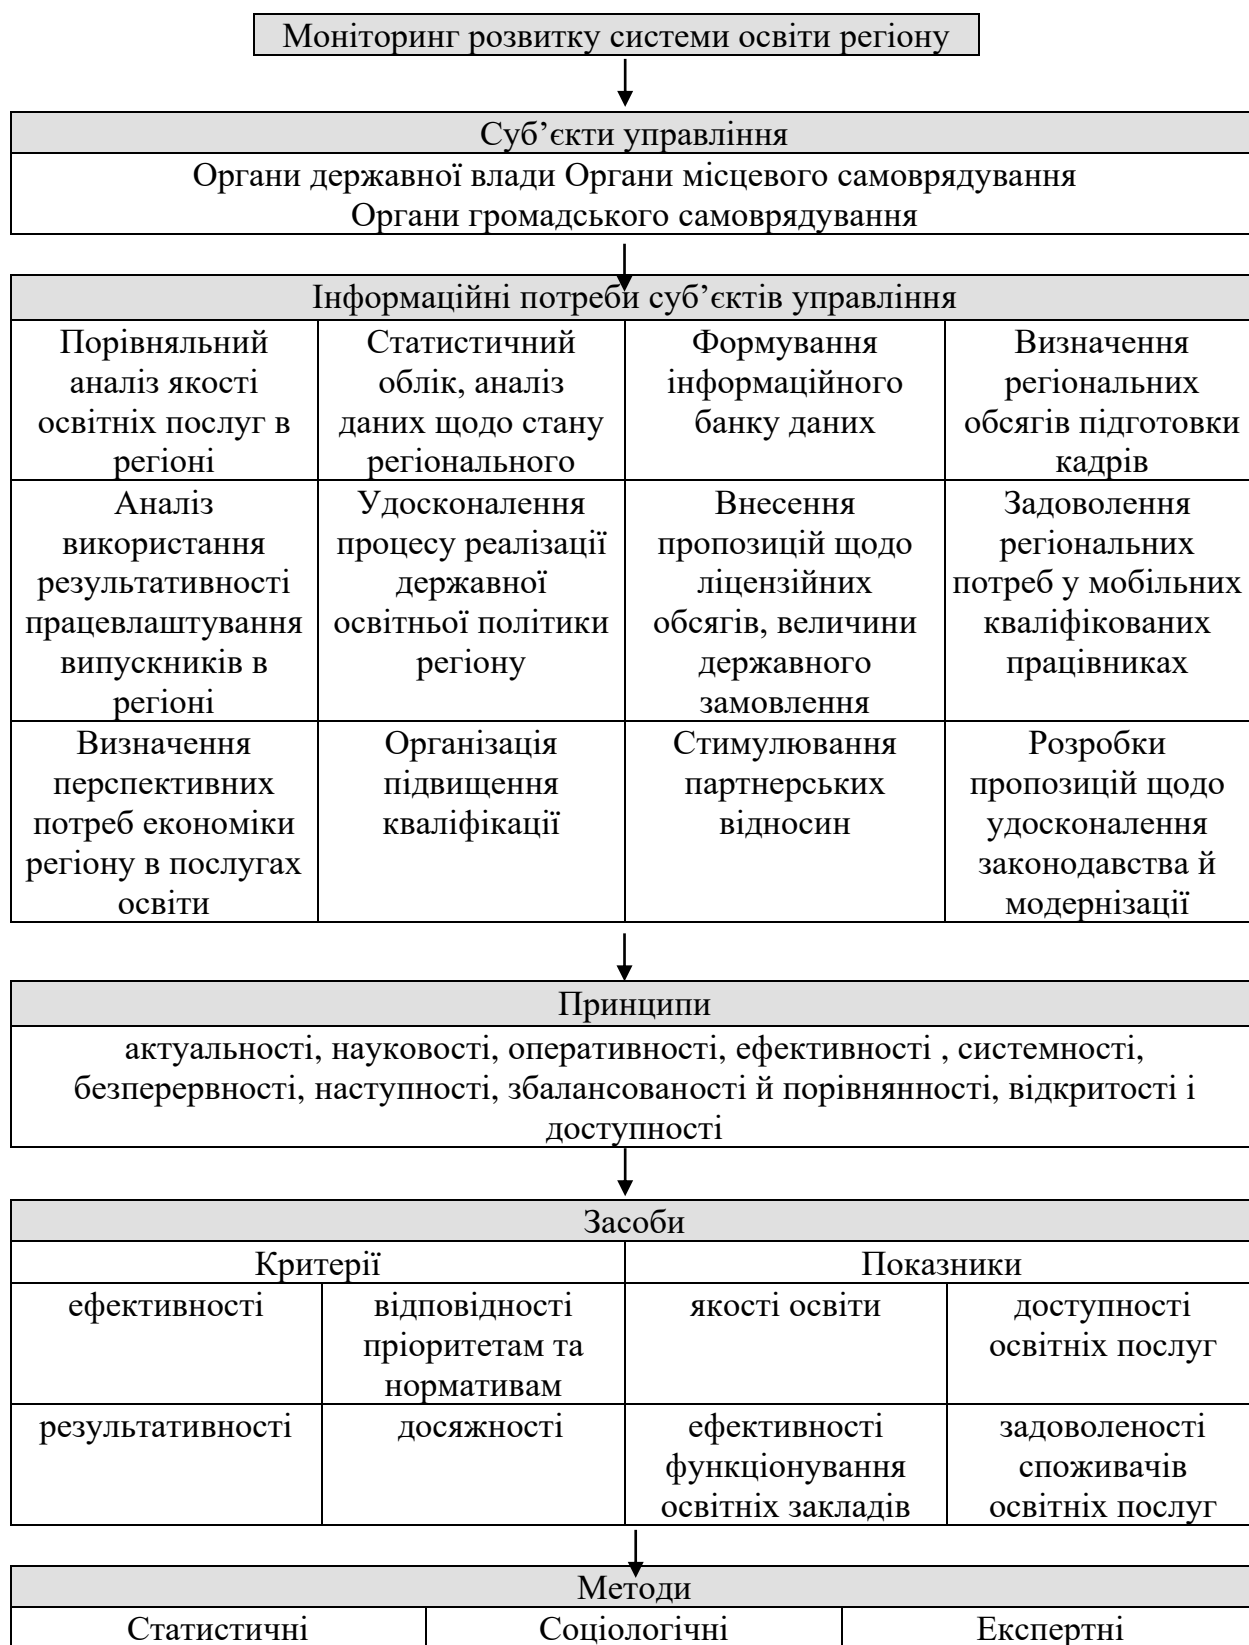 Моніторинг розвитку системи освіти регіону
Суб’єкти управління
Органи державної влади Органи місцевого самоврядування
Органи громадського самоврядування
Інформаційні потреби суб’єктів управління
Порівняльний
аналіз якості
освітніх послуг в
регіоні
Статистичний
облік, аналіз
даних щодо стану
регіонального
Формування
інформаційного
банку даних
Визначення
регіональних
обсягів підготовки
кадрів
Аналіз
використання
результативності
працевлаштування
випускників в
регіоні
Удосконалення
процесу реалізації
державної
освітньої політики
регіону
Внесення
пропозицій щодо
ліцензійних
обсягів, величини
державного
замовлення
Задоволення
регіональних
потреб у мобільних
кваліфікованих
працівниках
Визначення
перспективних
потреб економіки
регіону в послугах
освіти
Організація
підвищення
кваліфікації
Стимулювання
партнерських
відносин
Розробки
пропозицій щодо
удосконалення
законодавства й
модернізації
Принципи
актуальності, науковості, оперативності, ефективності , системності,
безперервності, наступності, збалансованості й порівнянності, відкритості і
доступності
Засоби
Критерії
Показники
ефективності
відповідності
пріоритетам та
нормативам
якості освіти
доступності
освітніх послуг
результативності
досяжності
ефективності
функціонування
освітніх закладів
задоволеності
споживачів
освітніх послуг
Методи
Статистичні
Соціологічні
Експертні